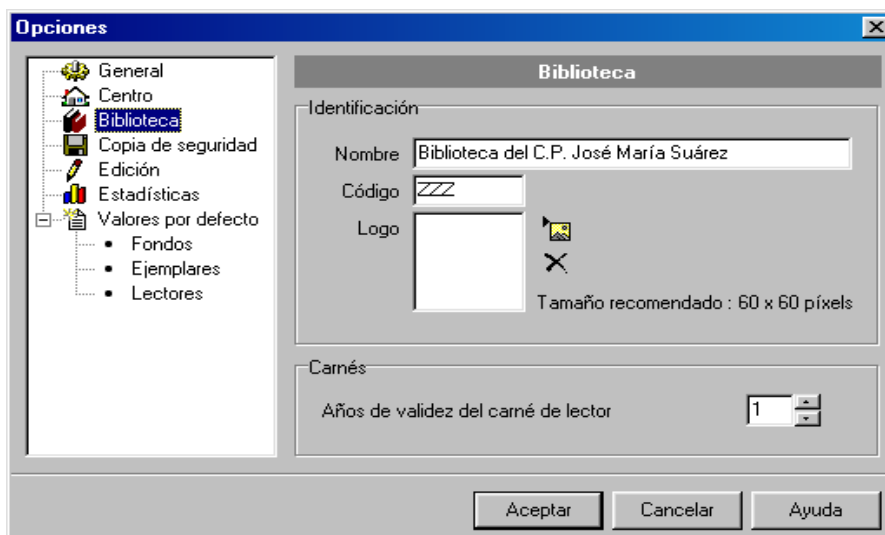 Opciones
General
Centro
Biblioteca
Copia de seguridad
Edición
Estadísticas
Valores por defecto
Fondos
Ejemplares
Lectores
Biblioteca
Identificación
Nombre Biblioteca del C.P. José María Suárez
Código ZZZ
Logo
Tamaño recomendado : 60 x 60 píxels
Carnés
Años de validez del carné de lector 1
Aceptar Cancelar Ayuda